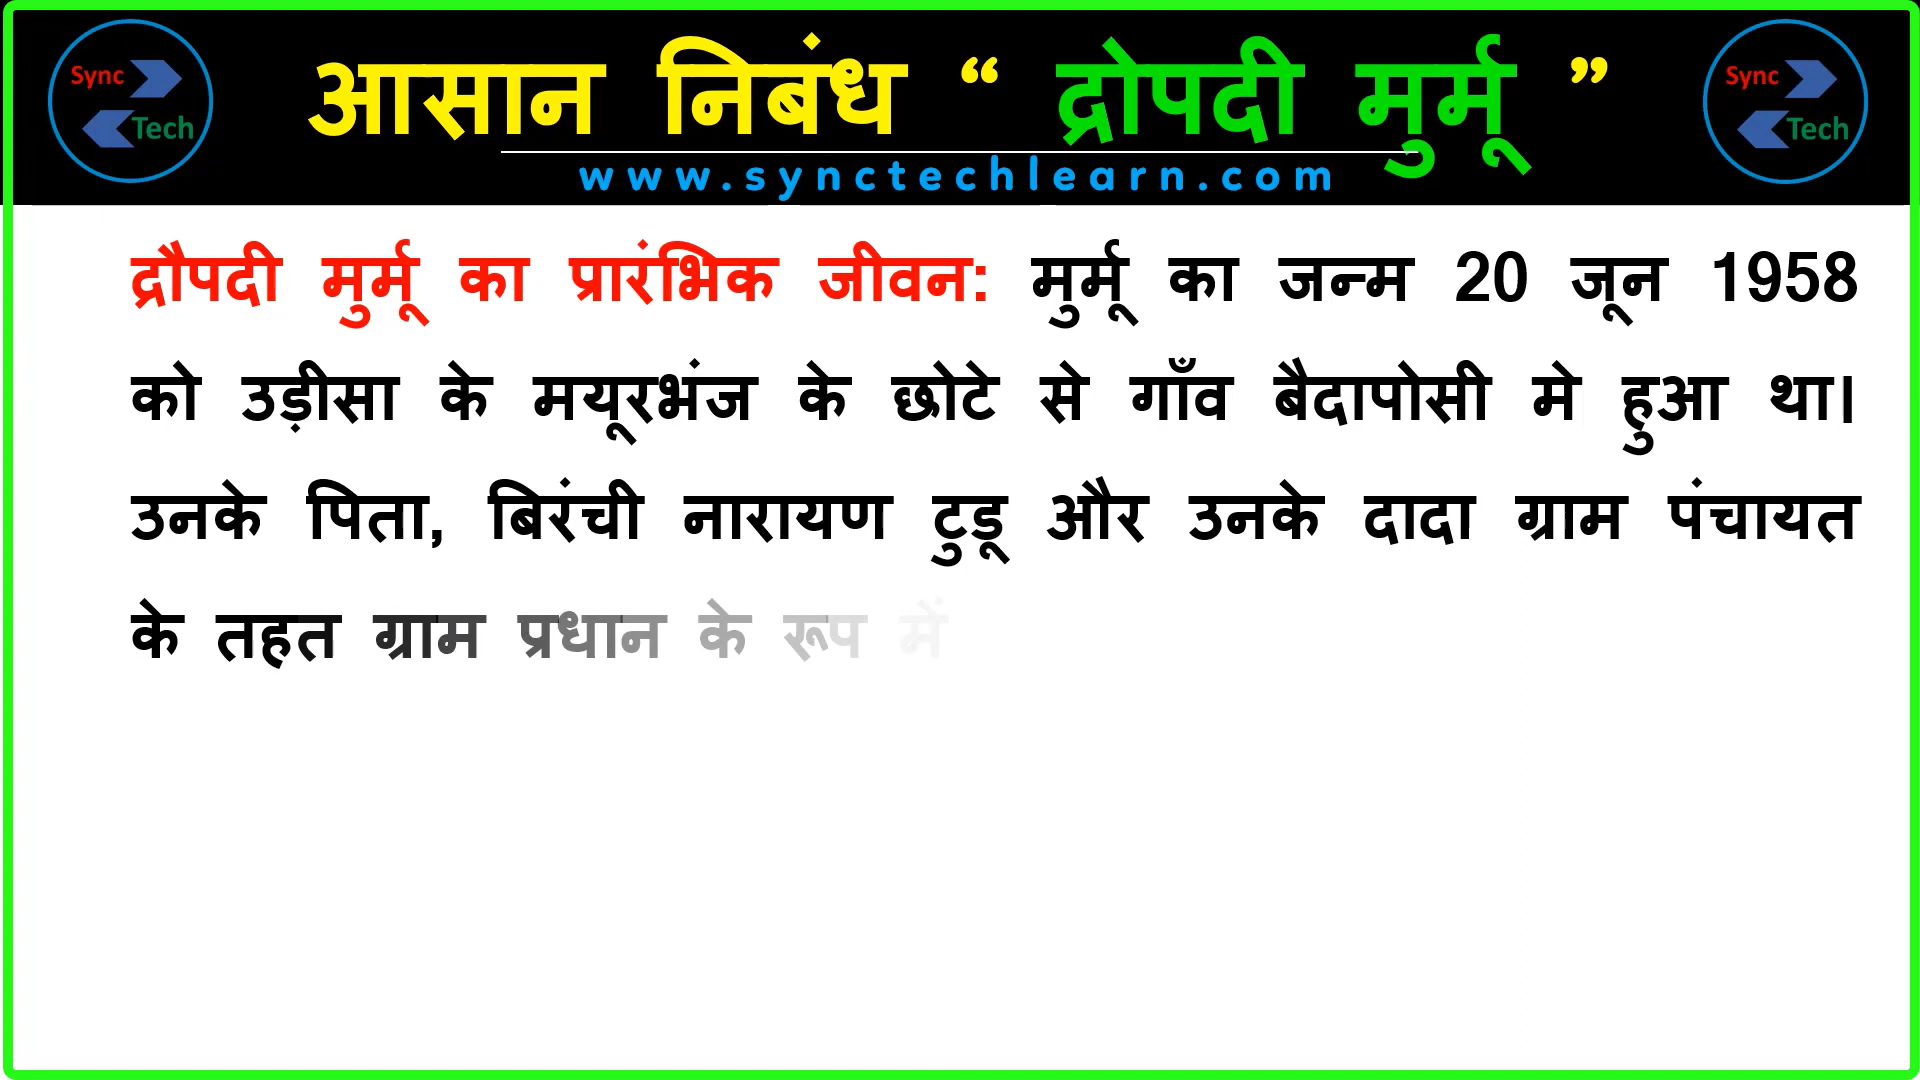 Sync
Tech
आसान निबंध “ द्रोपदी मुर्मू ”
www.synctechlearn.com
Sync
Tech
द्रौपदी मुर्मू का प्रारंभिक जीवन: मुर्मू का जन्म 20 जून 1958
को उड़ीसा के मयूरभंज के छोटे से गाँव बैदापोसी मे हुआ था।
उनके पिता, बिरंची नारायण टुडू और उनके दादा ग्राम पंचायत
के तहत ग्राम प्रधान के रूप में